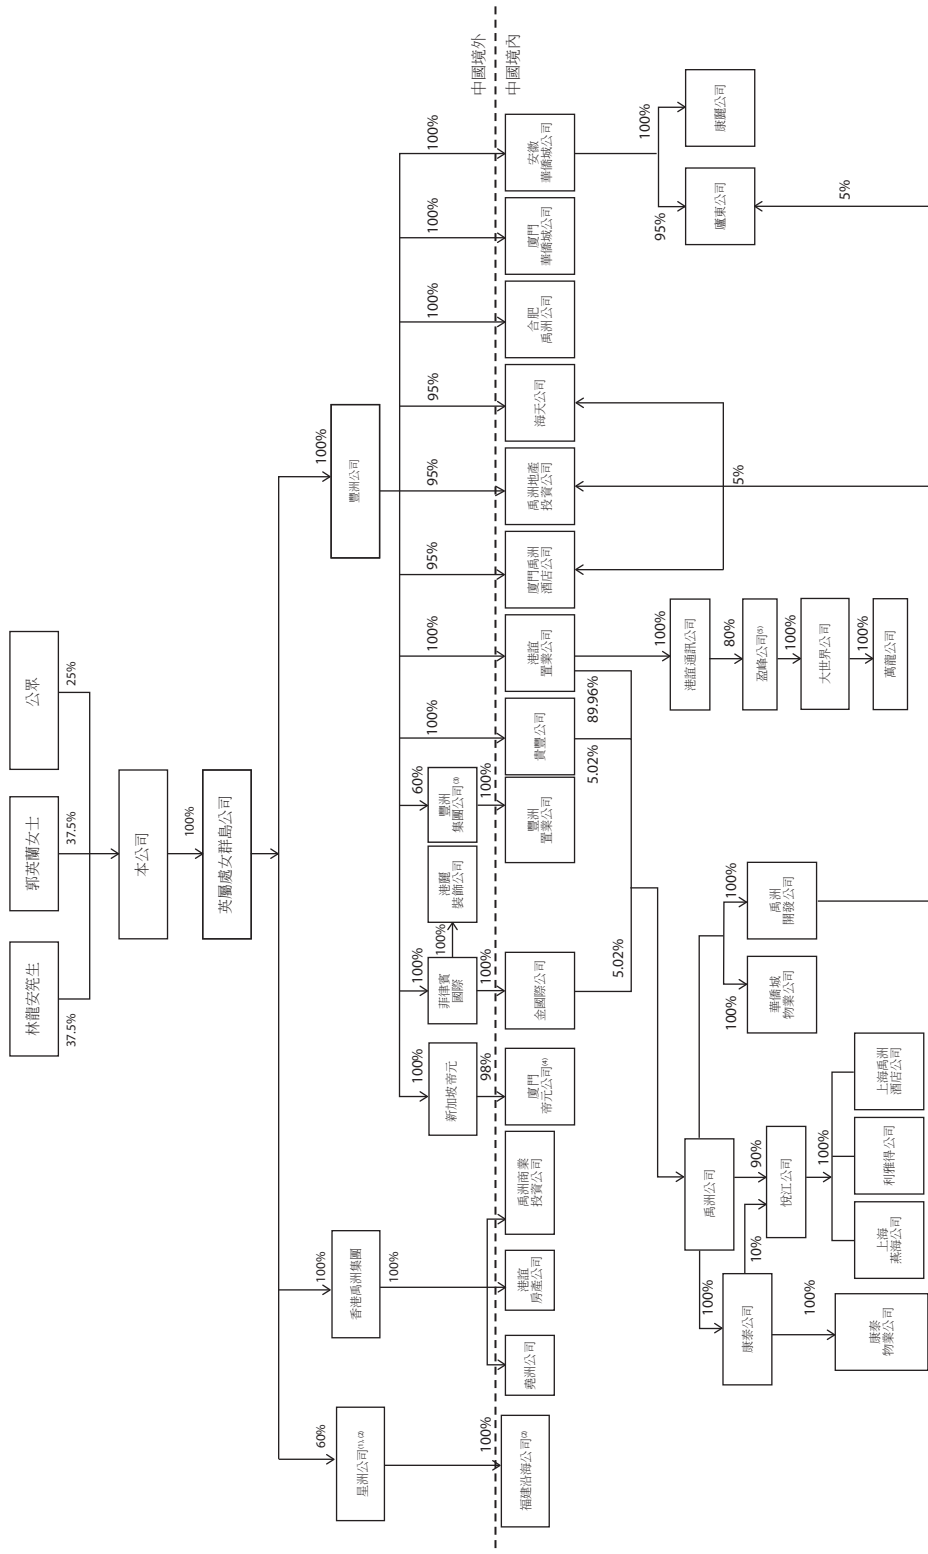 林龍安先生
37.5%
郭英蘭女士
37.5%
公眾
25%
本公司
100%
英屬處女群島公司
60%
星洲公司(1),(2)
100%
香港禹洲集團
100%
100%
豐洲公司
100%
新加坡帝元
98%
100%
菲律賓
國際
100%
100%
港麗
裝飾公司
60%
豐洲
集團公司(3)
100%
100%
100%
95%
95%
95%
100%
100%
100%
中國境外
中國境內
100%
福建沿海公司(2)
堯洲公司
港誼
房產公司
禹洲商業
投資公司
廈門
帝元公司(4)
金國際公司
5.02%
豐洲
置業公司
貴豐公司
5.02%
港誼
置業公司
89.96%
廈門禹洲
酒店公司
禹洲地產
投資公司
海天公司
5%
合肥
禹洲公司
廈門
華僑城公司
安徽
華僑城公司
95%
100%
廬東公司
康麗公司
5%
100%
港誼通訊公司
80%
盈峰公司(5)
100%
大世界公司
100%
萬龍公司
禹洲公司
100%
90%
100%
100%
康泰公司
10%
100%
康泰
物業公司
悅江公司
100%
上海
燕海公司
利雅得公司
上海禹洲
酒店公司
華僑城
物業公司
禹洲
開發公司